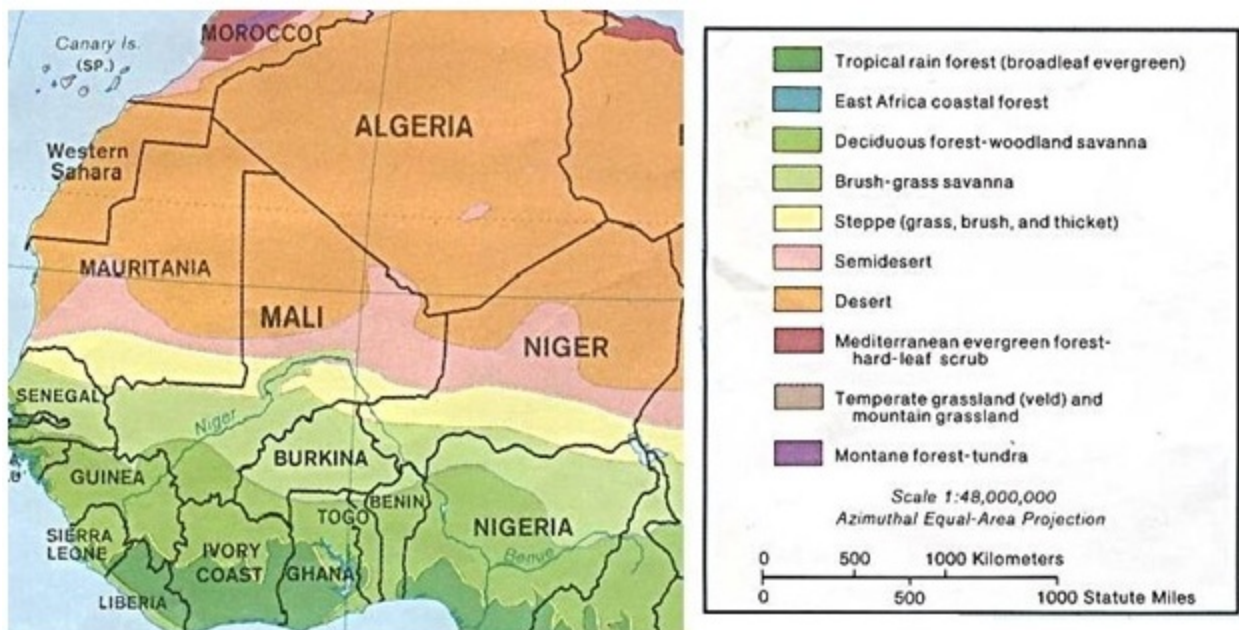 MOROCCO
Canary Is.
(SP.)
ALGERIA
Western
Sahara
MAURITANIA
MALI
NIGER
SENEGAL
Niger
BURKINA
GUINEA
BENIN
TOGO
NIGERIA
SIERRA
LEONE
IVORY
COAST
GHANA
Benue
LIBERIA
Tropical rain forest (broadleaf evergreen)
East Africa coastal forest
Deciduous forest-woodland savanna
Brush-grass savanna
Steppe (grass, brush, and thicket)
Semidesert
Desert
Mediterranean evergreen forest-
hard-leaf scrub
Temperate grassland (veld) and
mountain grassland
Montane forest-tundra
Scale 1:48,000,000
Azimuthal Equal-Area Projection
0 500 1000 Kilometers
0 500 1000 Statute Miles